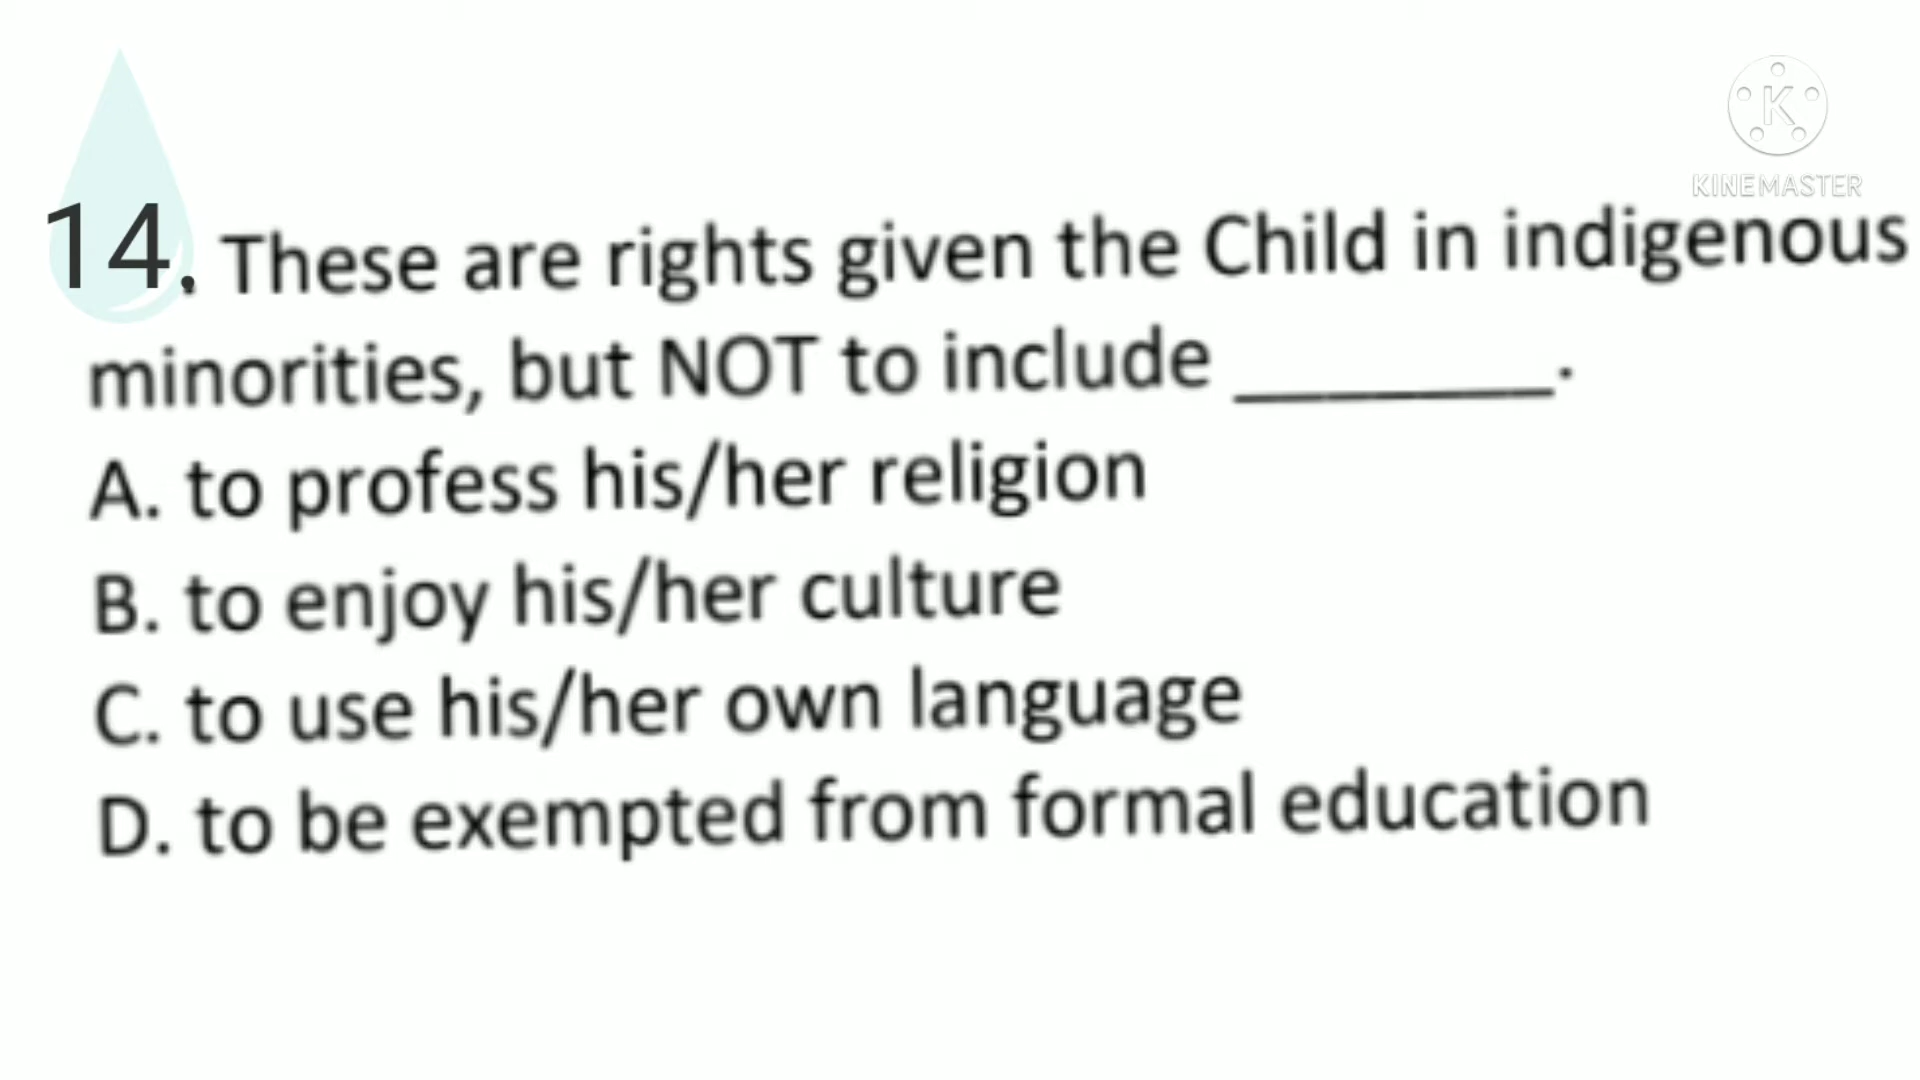 KINEMASTER
14. These are rights given the Child in indigenous
minorities, but NOT to include ________.
A. to profess his/her religion
B. to enjoy his/her culture
C. to use his/her own language
D. to be exempted from formal education